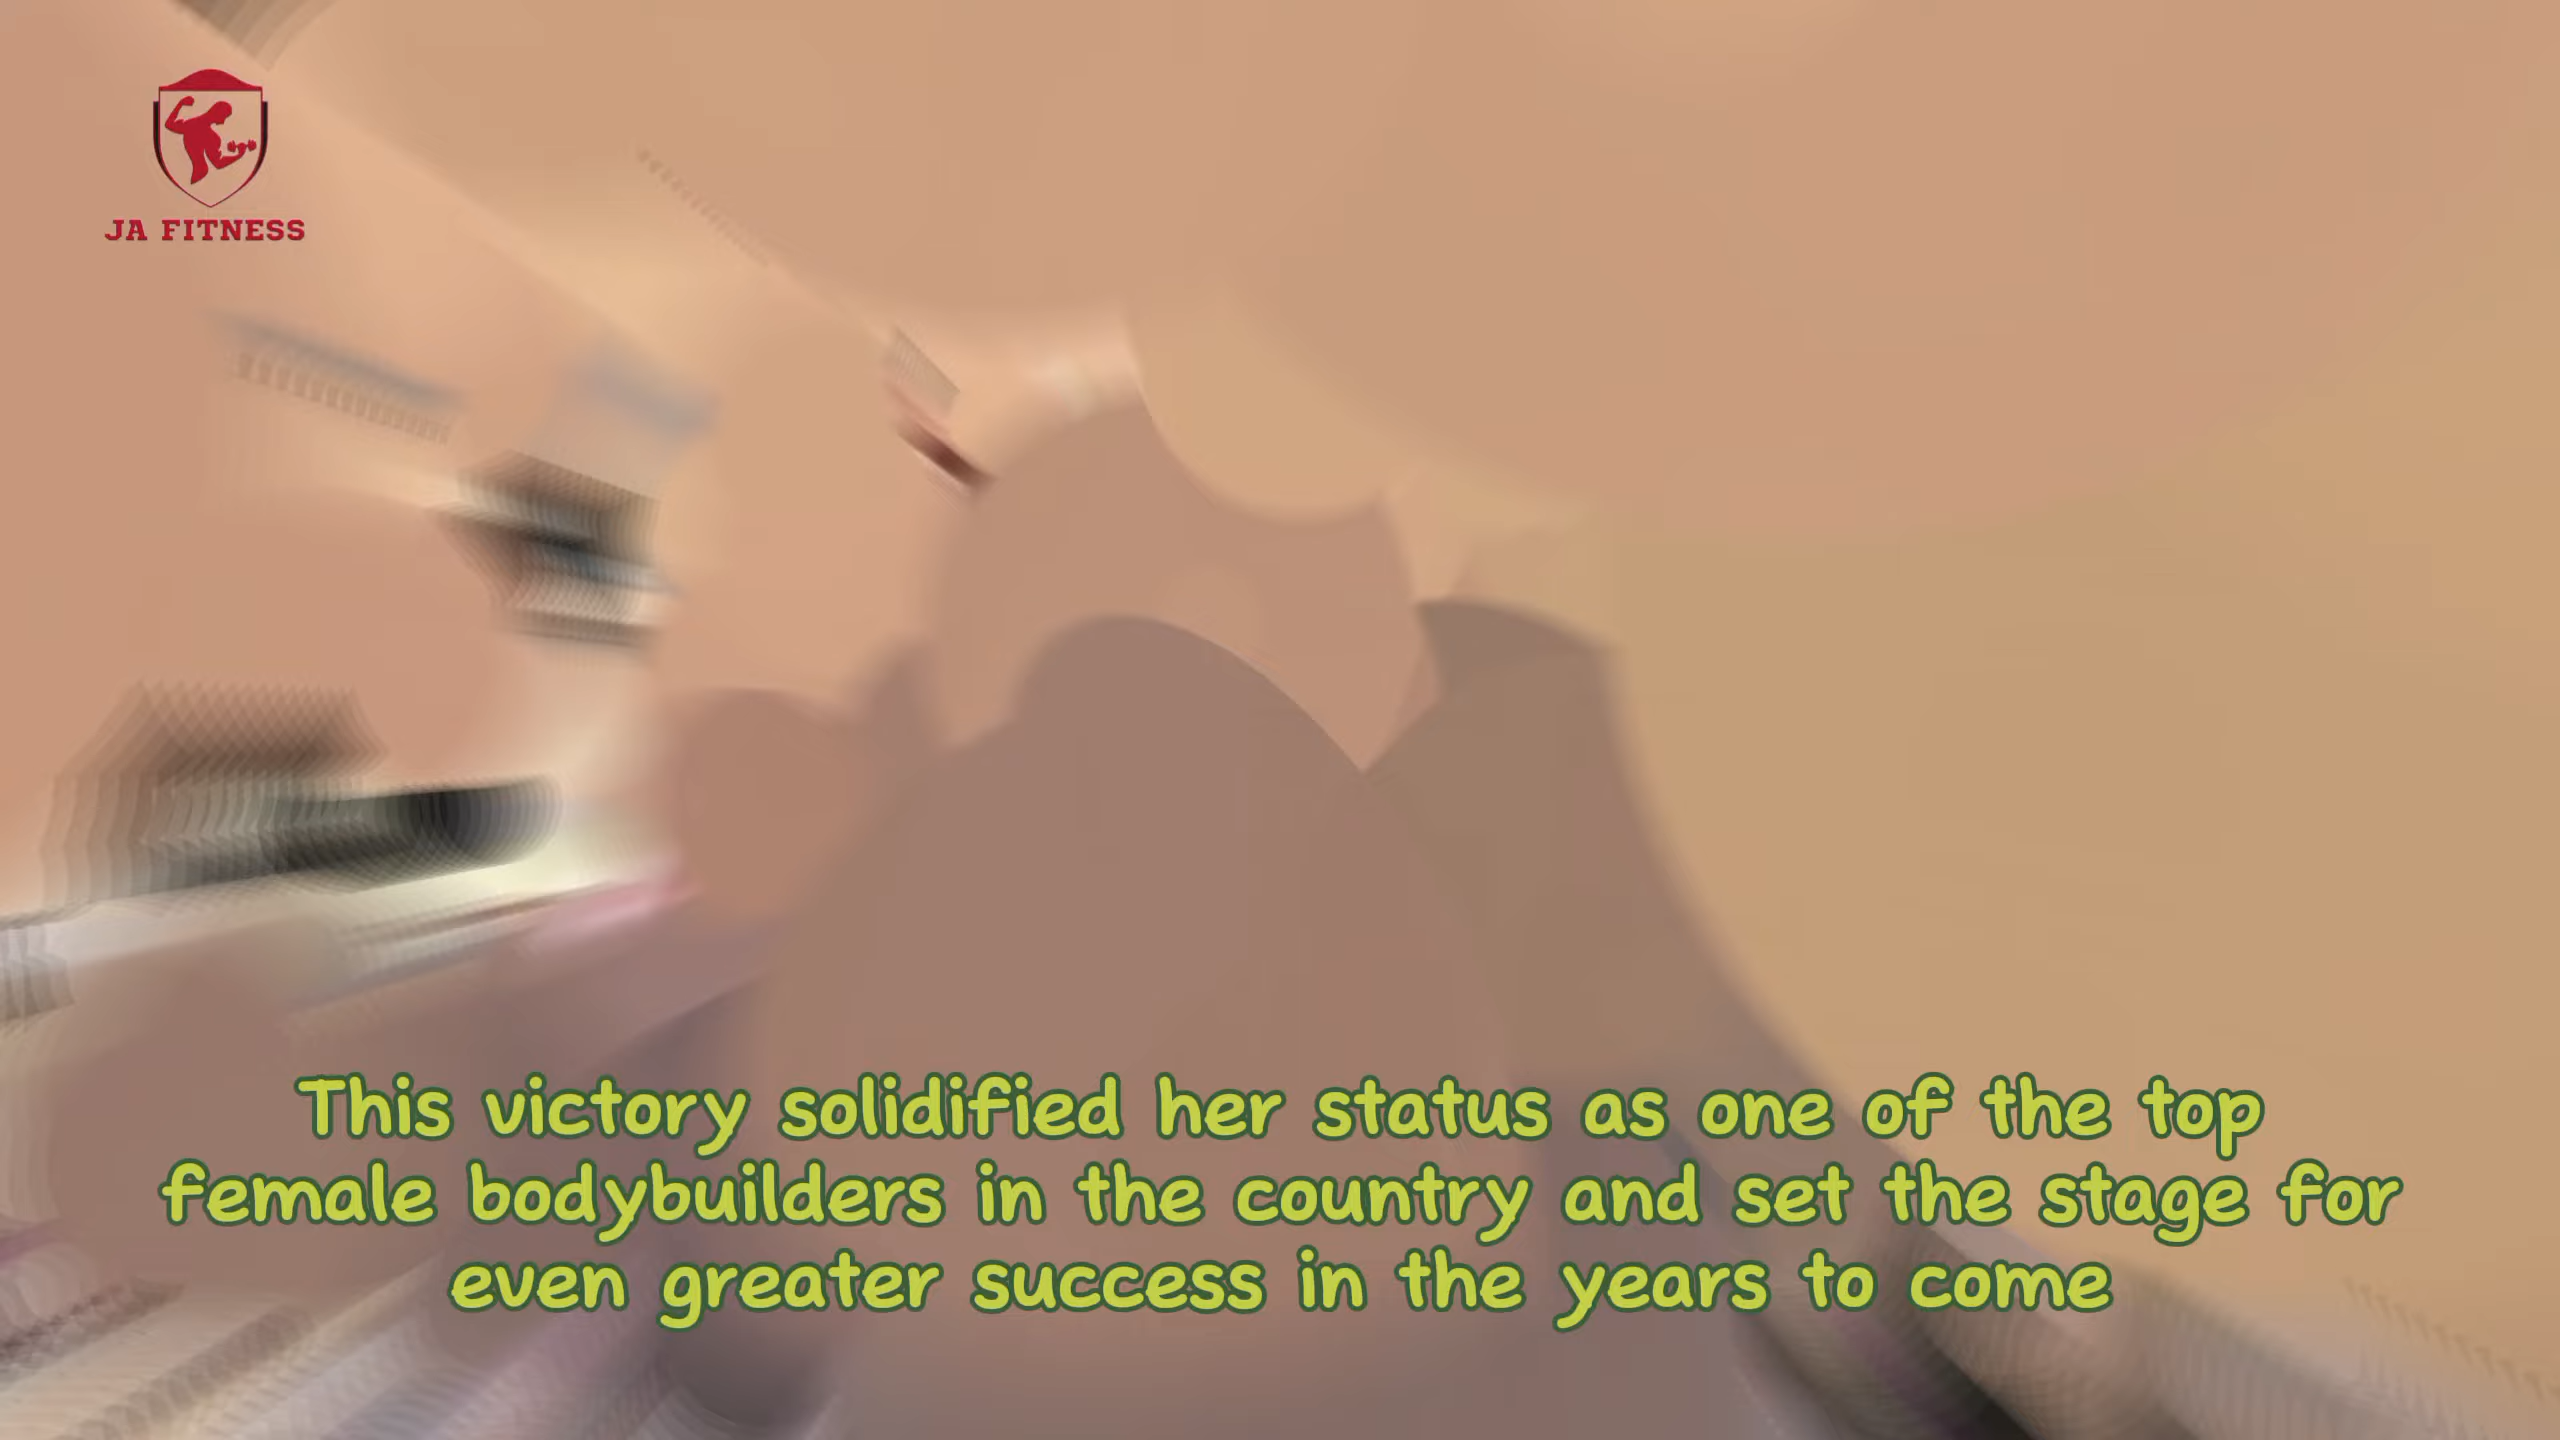 JA FITNESS
This victory solidified her status as one of the top
female bodybuilders in the country and set the stage for
even greater success in the years to come